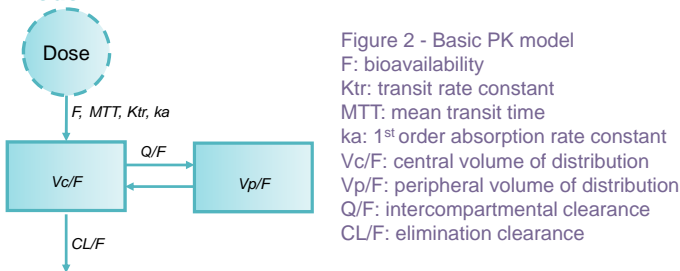 Dose
F, MTT, Ktr, ka
Q/F
Vc/F
Vp/F
CL/F
Figure 2 - Basic PK model
F: bioavailability
Ktr: transit rate constant
MTT: mean transit time
ka: 1st order absorption rate constant
Vc/F: central volume of distribution
Vp/F: peripheral volume of distribution
Q/F: intercompartmental clearance
CL/F: elimination clearance